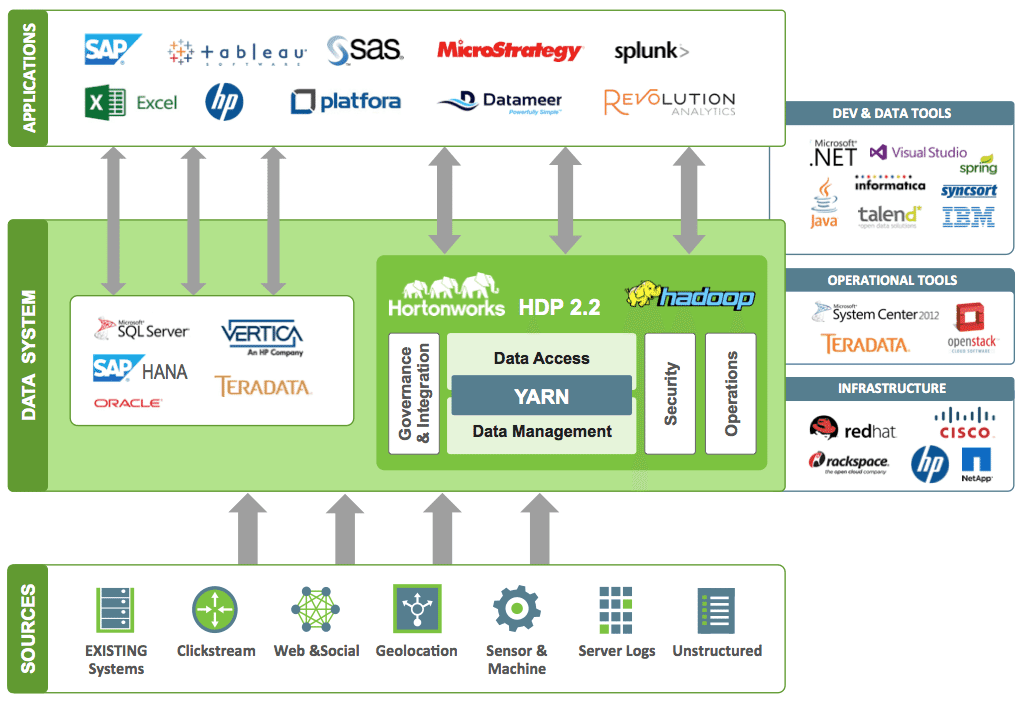 APPLICATIONS
SAP
+ a b l e a u
S O F T W A R E
sas
MicroStrategy
splunk>
Excel
hp
platfora
Datameer
Powerfully Simple
REVOLUTION
ANALYTICS
DEV & DATA TOOLS
Microsoft
.NET
Visual Studio
spring
Java
informatica
syncsort
talend
open data solutions
IBM
DATA SYSTEM
Microsoft
SQL Server
VERTICA
An HP Company
SAP HANA
TERADATA
ORACLE
Hortonworks
HDP 2.2
hadoop
Governance
& Integration
Data Access
YARN
Data Management
Security
Operations
OPERATIONAL TOOLS
Microsoft
System Center 2012
TERADATA
openstack
CLOUD SOFTWARE
INFRASTRUCTURE
redhat
CISCO
rackspace
the open cloud company
hp
NetApp
SOURCES
EXISTING
Systems
Clickstream
Web &Social
Geolocation
Sensor &
Machine
Server Logs
Unstructured